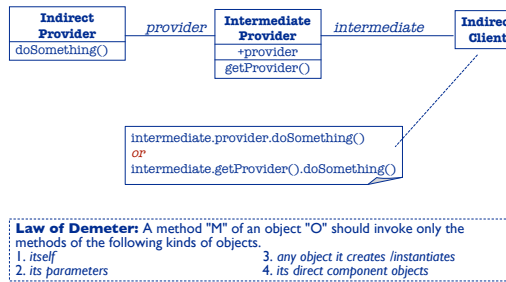 Indirect
Provider
doSomething()
provider
Intermediate
Provider
+provider
getProvider()
intermediate
Client
intermediate.provider.doSomething()
or
intermediate.getProvider().doSomething()
Law of Demeter: A method "M" of an object "O" should invoke only the
methods of the following kinds of objects.
1. itself
2. its parameters
3. any object it creates /instantiates
4. its direct component objects